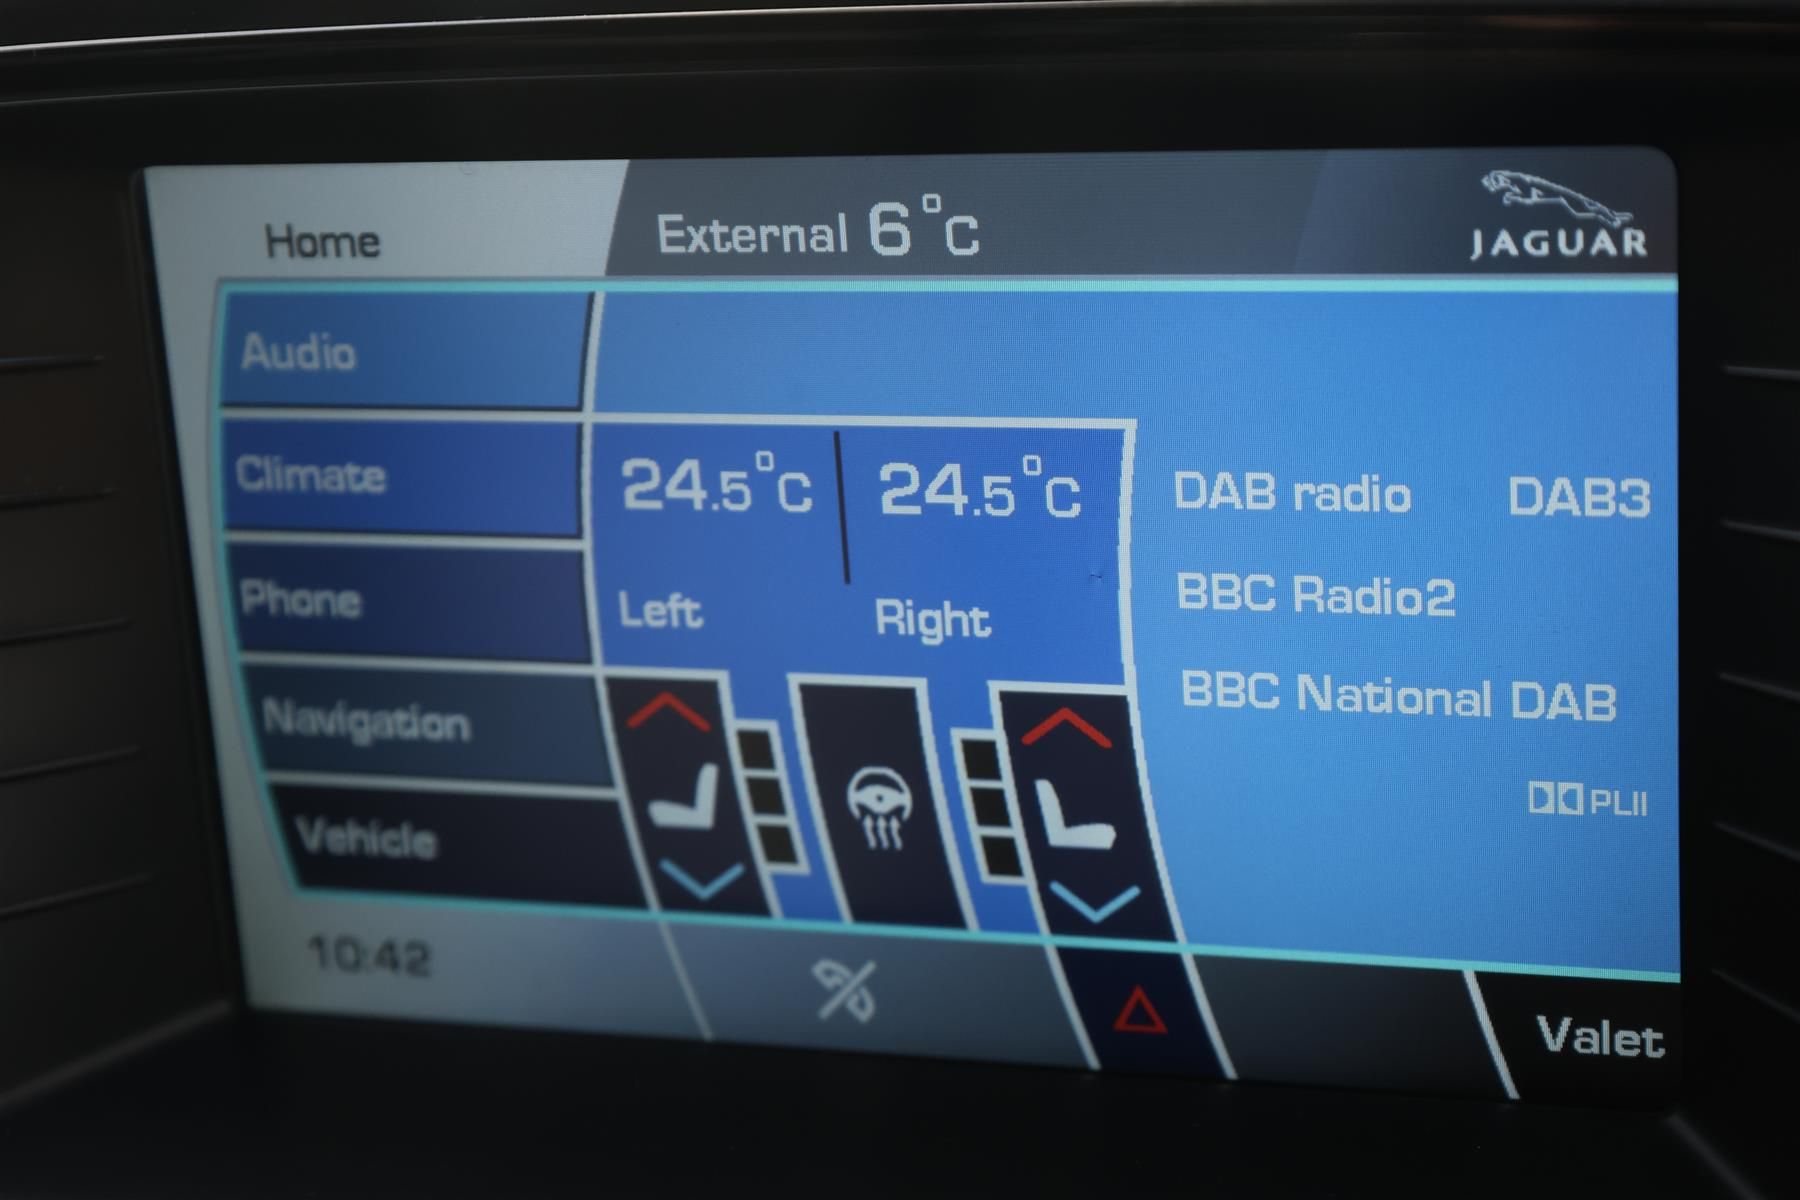 Home
External 6°C
JAGUAR
Audio
Climate
24.5°C
24.5°C
Left
Right
Phone
Navigation
Vehicle
DAB radio DAB3
BBC Radio2
BBC National DAB
PLII
10:42
Valet